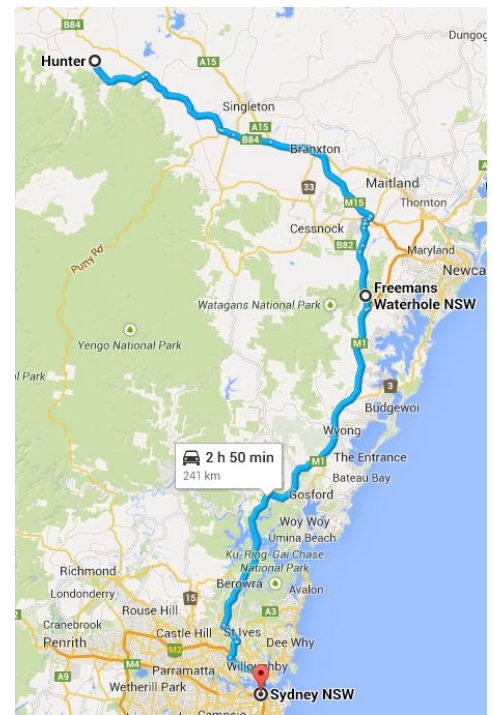 B84
Dungog
Hunter
A15
Singleton
A15
B84
Branxton
33
Maitland
M15
Thornton
Cessnock
B82
Putty Rd
Maryland
Newca
Freemans
Waterhole NSW
Watagans National Park
Yengo National Park
l Park
M1
3
Budgewoi
Wyong
2 h 50 min
241 km
The Entrance
M1
Bateau Bay
Gosford
Woy Woy
Umina Beach
Ku-Ring-Gai Chase
National Park
Richmond
Berowra
Avalon
Londonderry
15
Rouse Hill
A3
Cranebrook
Castle Hill
St Ives
Penrith
Dee Why
M2
Willoughby
M4
Parramatta
A9
Wetherill Park
Sydney NSW